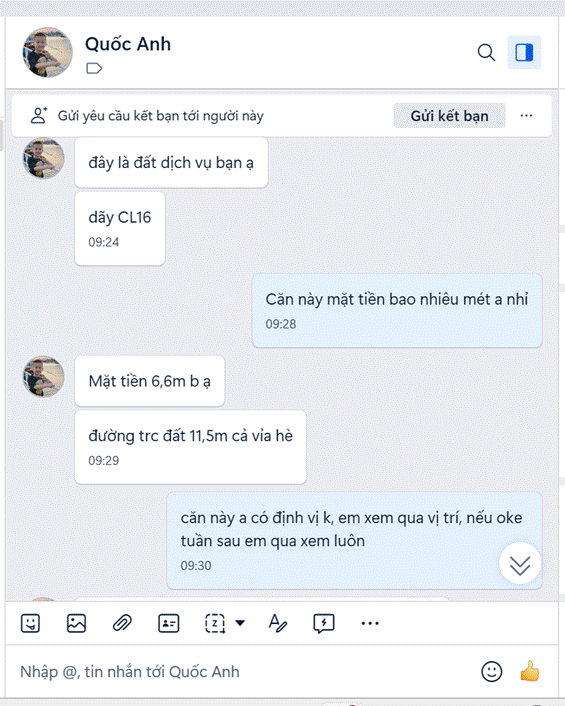 Quốc Anh
Gửi yêu cầu kết bạn tới người này
Gửi kết bạn
đây là đất dịch vụ bạn ạ
dãy CL16
09:24
Căn này mặt tiền bao nhiêu mét a nhỉ
09:28
Mặt tiền 6,6m b ạ
đường trc đất 11,5m cả vỉa hè
09:29
căn này a có định vị k, em xem qua vị trí, nếu oke
tuần sau em qua xem luôn
09:30
Nhập @, tin nhắn tới Quốc Anh